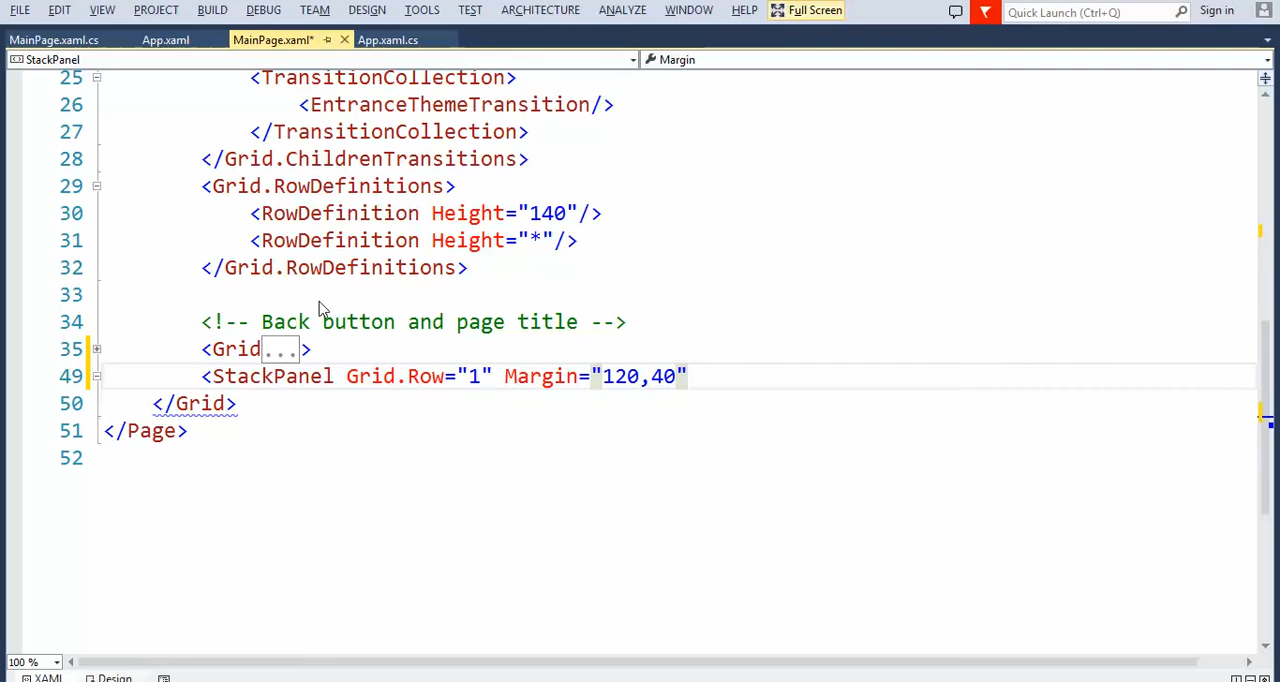 FILE EDIT VIEW PROJECT BUILD DEBUG TEAM DESIGN TOOLS TEST ARCHITECTURE ANALYZE WINDOW HELP Full Screen Quick Launch (Ctrl+Q) Sign in
MainPage.xaml.cs App.xaml MainPage.xaml* App.xaml.cs
StackPanel Margin
25 <TransitionCollection>
26 <EntranceThemeTransition/>
27 </TransitionCollection>
28 </Grid.ChildrenTransitions>
29 <Grid.RowDefinitions>
30 <RowDefinition Height="140"/>
31 <RowDefinition Height="*"/>
32 </Grid.RowDefinitions>
33
34 <!-- Back button and page title -->
35 <Grid...>
49 <StackPanel Grid.Row="1" Margin="120,40"
50 </Grid>
51 </Page>
52
100 %
XAML Design